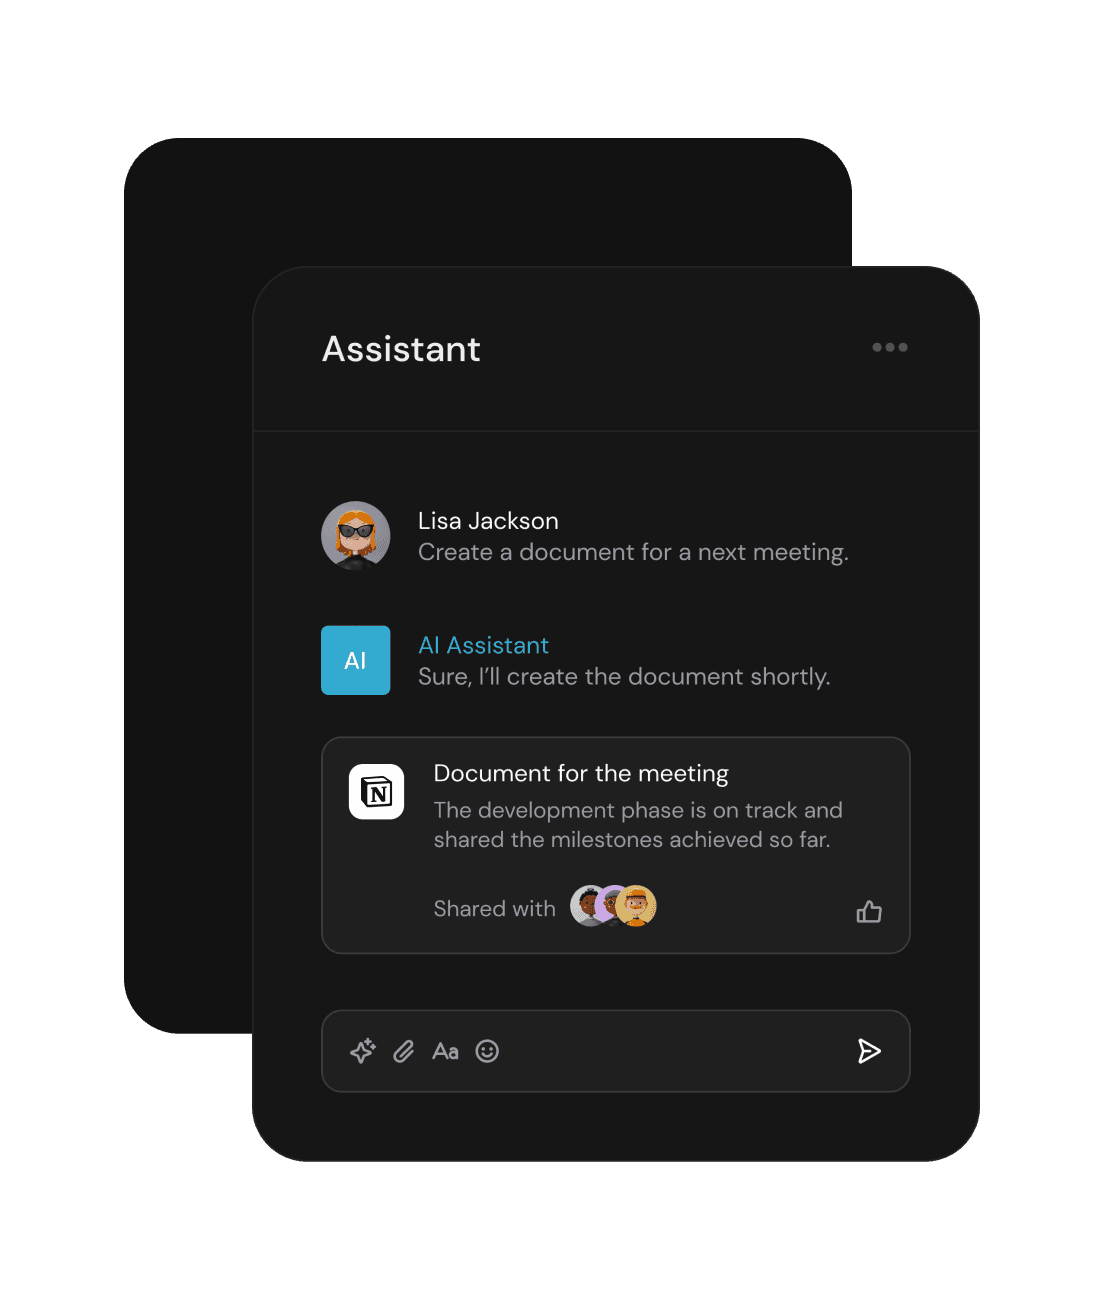 Assistant
Lisa Jackson
Create a document for a next meeting.
AI
AI Assistant
Sure, I’ll create the document shortly.
N
Document for the meeting
The development phase is on track and
shared the milestones achieved so far.
Shared with
Aa